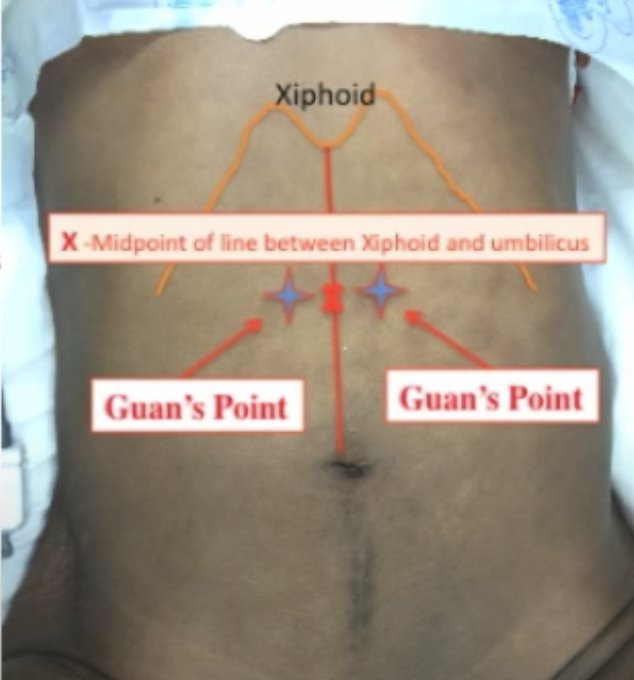 Xiphoid
X -Midpoint of line between Xiphoid and umbilicus
Guan's Point
Guan's Point